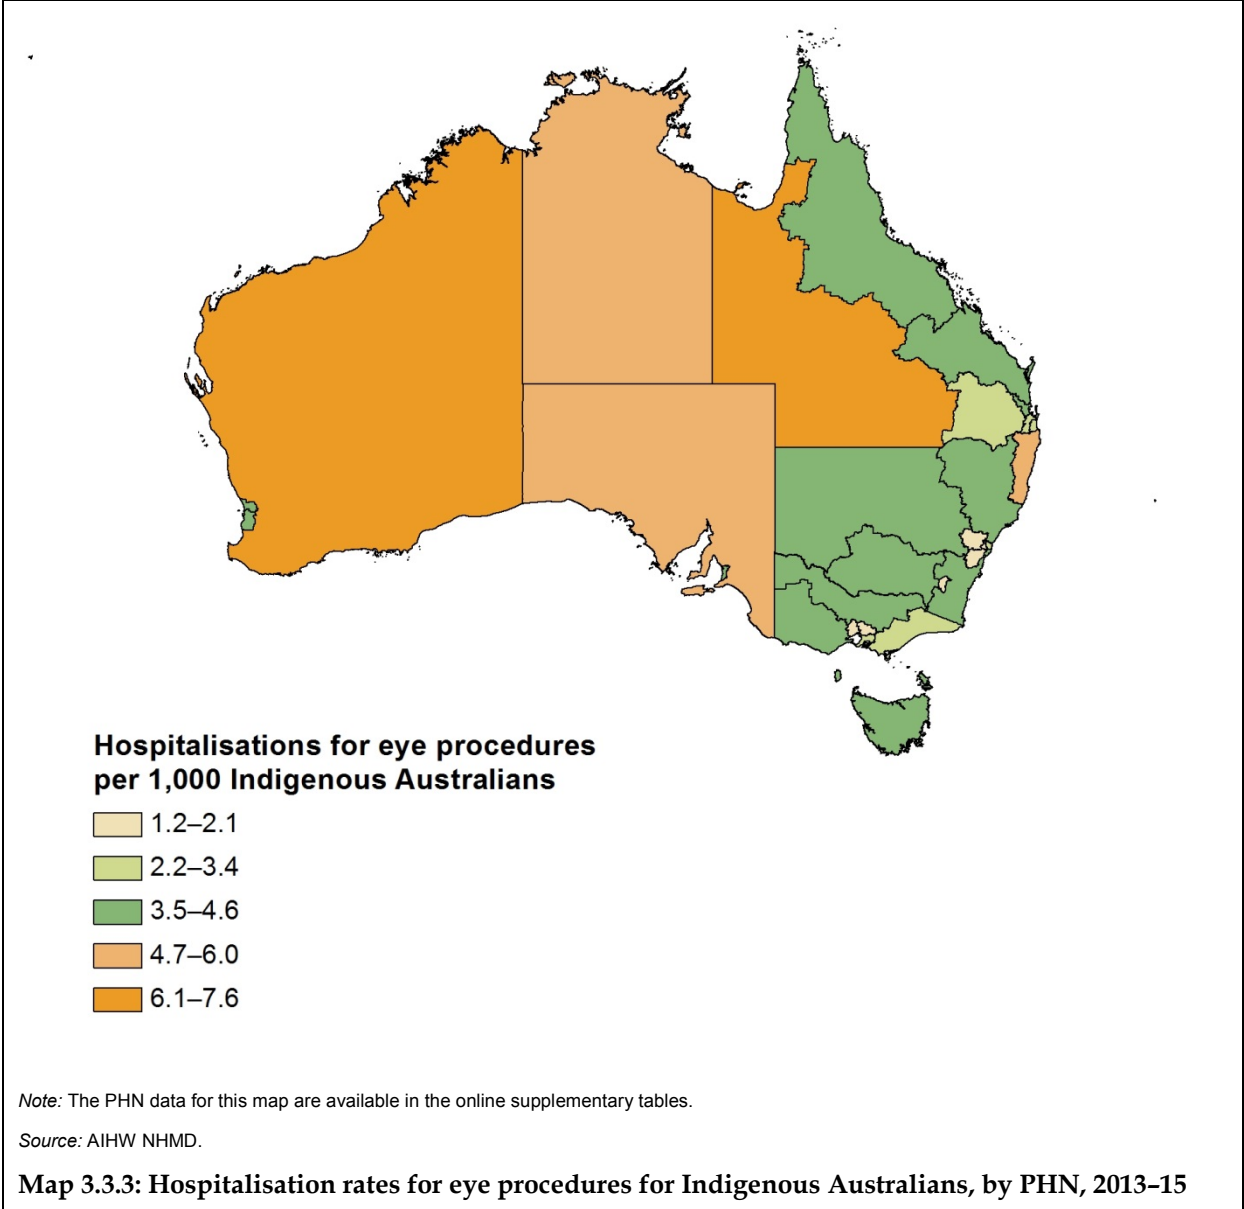 Hospitalisations for eye procedures
per 1,000 Indigenous Australians
1.2–2.1
2.2–3.4
3.5–4.6
4.7–6.0
6.1–7.6
Note: The PHN data for this map are available in the online supplementary tables.
Source: AIHW NHMD.
Map 3.3.3: Hospitalisation rates for eye procedures for Indigenous Australians, by PHN, 2013–15